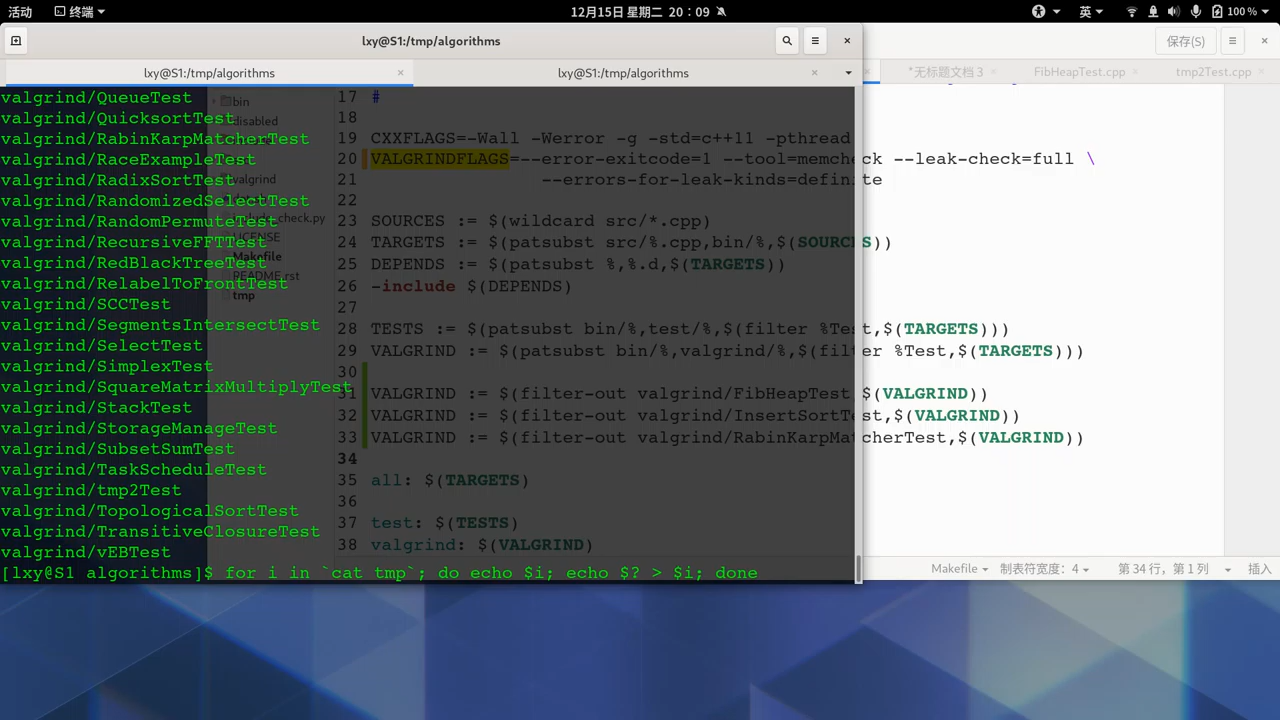 活动 终端 12月15日 星期二 20：09 英 100 %
lxy@S1:/tmp/algorithms
保存(S)
lxy@S1:/tmp/algorithms
lxy@S1:/tmp/algorithms
*无标题文档 3
FibHeapTest.cpp
tmp2Test.cpp
valgrind/QueueTest
valgrind/QuicksortTest
valgrind/RabinKarpMatcherTest
valgrind/RaceExampleTest
valgrind/RadixSortTest
valgrind/RandomizedSelectTest
valgrind/RandomPermuteTest
valgrind/RecursiveFFTTest
valgrind/RedBlackTreeTest
valgrind/RelabelToFrontTest
valgrind/SCCTest
valgrind/SegmentsIntersectTest
valgrind/SelectTest
valgrind/SimplexTest
valgrind/SquareMatrixMultiplyTest
valgrind/StackTest
valgrind/StorageManageTest
valgrind/SubsetSumTest
valgrind/TaskScheduleTest
valgrind/tmp2Test
valgrind/TopologicalSortTest
valgrind/TransitiveClosureTest
valgrind/vEBTest
[lxy@S1 algorithms]$ for i in `cat tmp`; do echo $i; echo $? > $i; done
bin
valgrind
Makefile
tmp
17 #
18
19 CXXFLAGS=-Wall -Werror -g -std=c++11 -pthread
20 VALGRINDFLAGS=--error-exitcode=1 --tool=memcheck --leak-check=full \
21 --errors-for-leak-kinds=definite
22
23 SOURCES := $(wildcard src/*.cpp)
24 TARGETS := $(patsubst src/%.cpp,bin/%,$(SOURCES))
25 DEPENDS := $(patsubst %,%.d,$(TARGETS))
26 -include $(DEPENDS)
27
28 TESTS := $(patsubst bin/%,test/%,$(filter %Test,$(TARGETS)))
29 VALGRIND := $(patsubst bin/%,valgrind/%,$(filter %Test,$(TARGETS)))
30
31 VALGRIND := $(filter-out valgrind/FibHeapTest,$(VALGRIND))
32 VALGRIND := $(filter-out valgrind/InsertSortTest,$(VALGRIND))
33 VALGRIND := $(filter-out valgrind/RabinKarpMatcherTest,$(VALGRIND))
34
35 all: $(TARGETS)
36
37 test: $(TESTS)
38 valgrind: $(VALGRIND)
Makefile 制表符宽度：4 第 34 行，第 1 列 插入